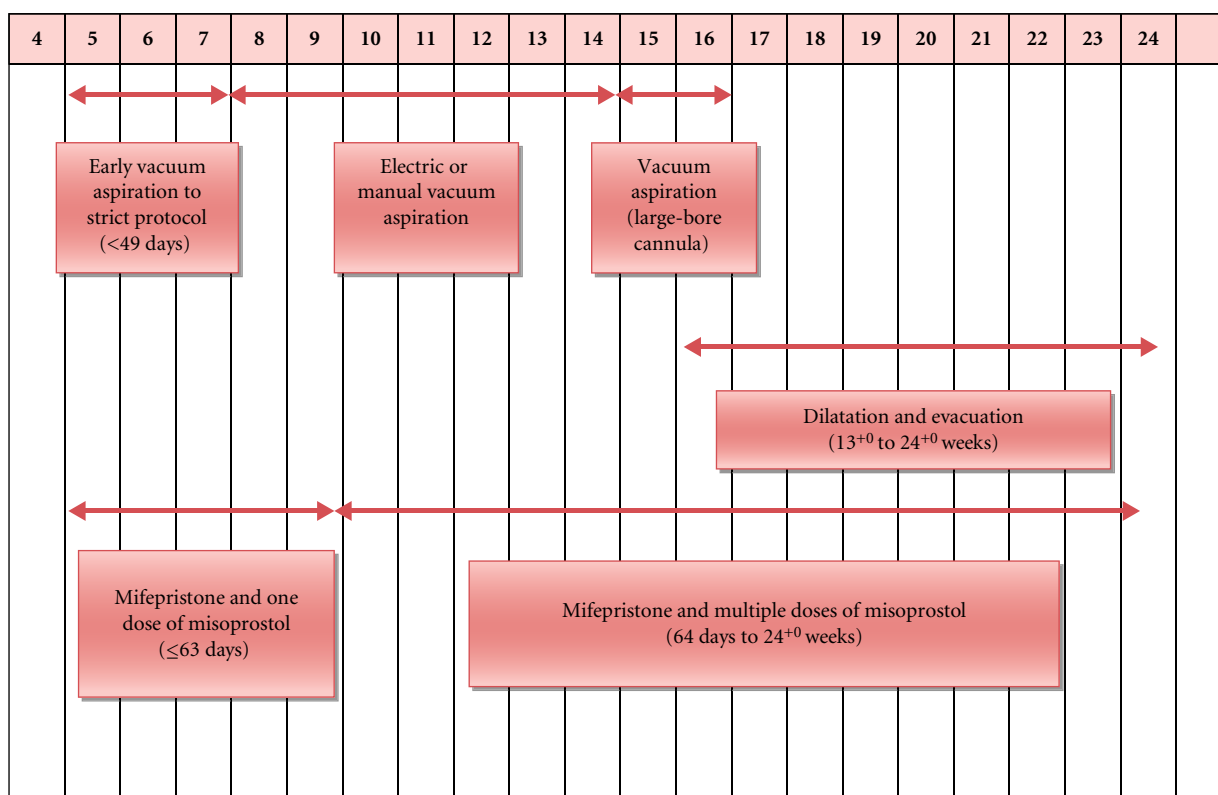 4 5 6 7 8 9 10 11 12 13 14 15 16 17 18 19 20 21 22 23 24
Early vacuum
aspiration to
strict protocol
(<49 days)
Electric or
manual vacuum
aspiration
Vacuum
aspiration
(large-bore
cannula)
Dilatation and evacuation
(13⁺⁰ to 24⁺⁰ weeks)
Mifepristone and one
dose of misoprostol
(≤63 days)
Mifepristone and multiple doses of misoprostol
(64 days to 24⁺⁰ weeks)